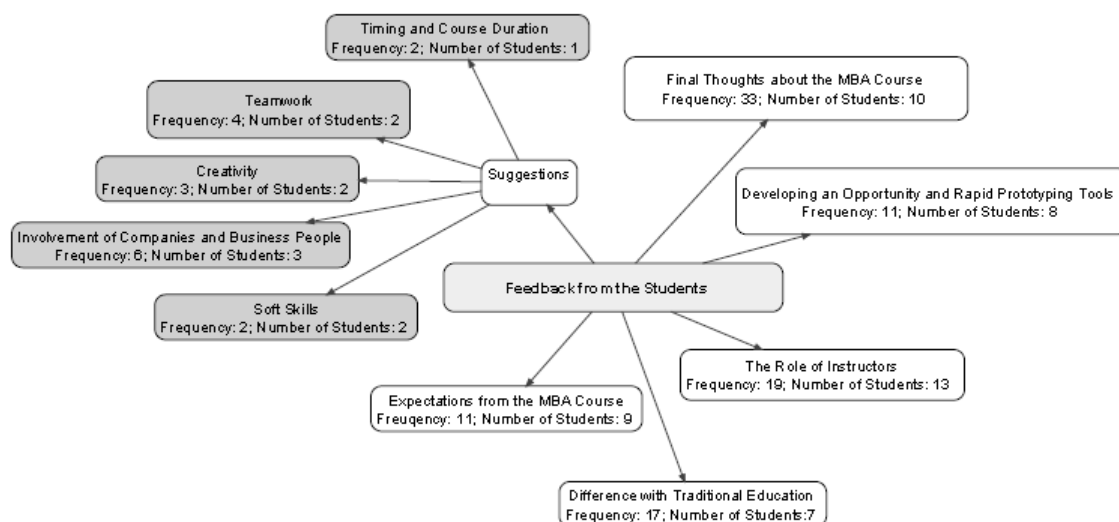 Timing and Course Duration
Frequency: 2; Number of Students: 1
Final Thoughts about the MBA Course
Frequency: 33; Number of Students: 10
Teamwork
Frequency: 4; Number of Students: 2
Creativity
Frequency: 3; Number of Students: 2
Suggestions
Developing an Opportunity and Rapid Prototyping Tools
Frequency: 11; Number of Students: 8
Involvement of Companies and Business People
Frequency: 6; Number of Students: 3
Feedback from the Students
Soft Skills
Frequency: 2; Number of Students: 2
The Role of Instructors
Frequency: 19; Number of Students: 13
Expectations from the MBA Course
Freuqency: 11; Number of Students: 9
Difference with Traditional Education
Frequency: 17; Number of Students:7